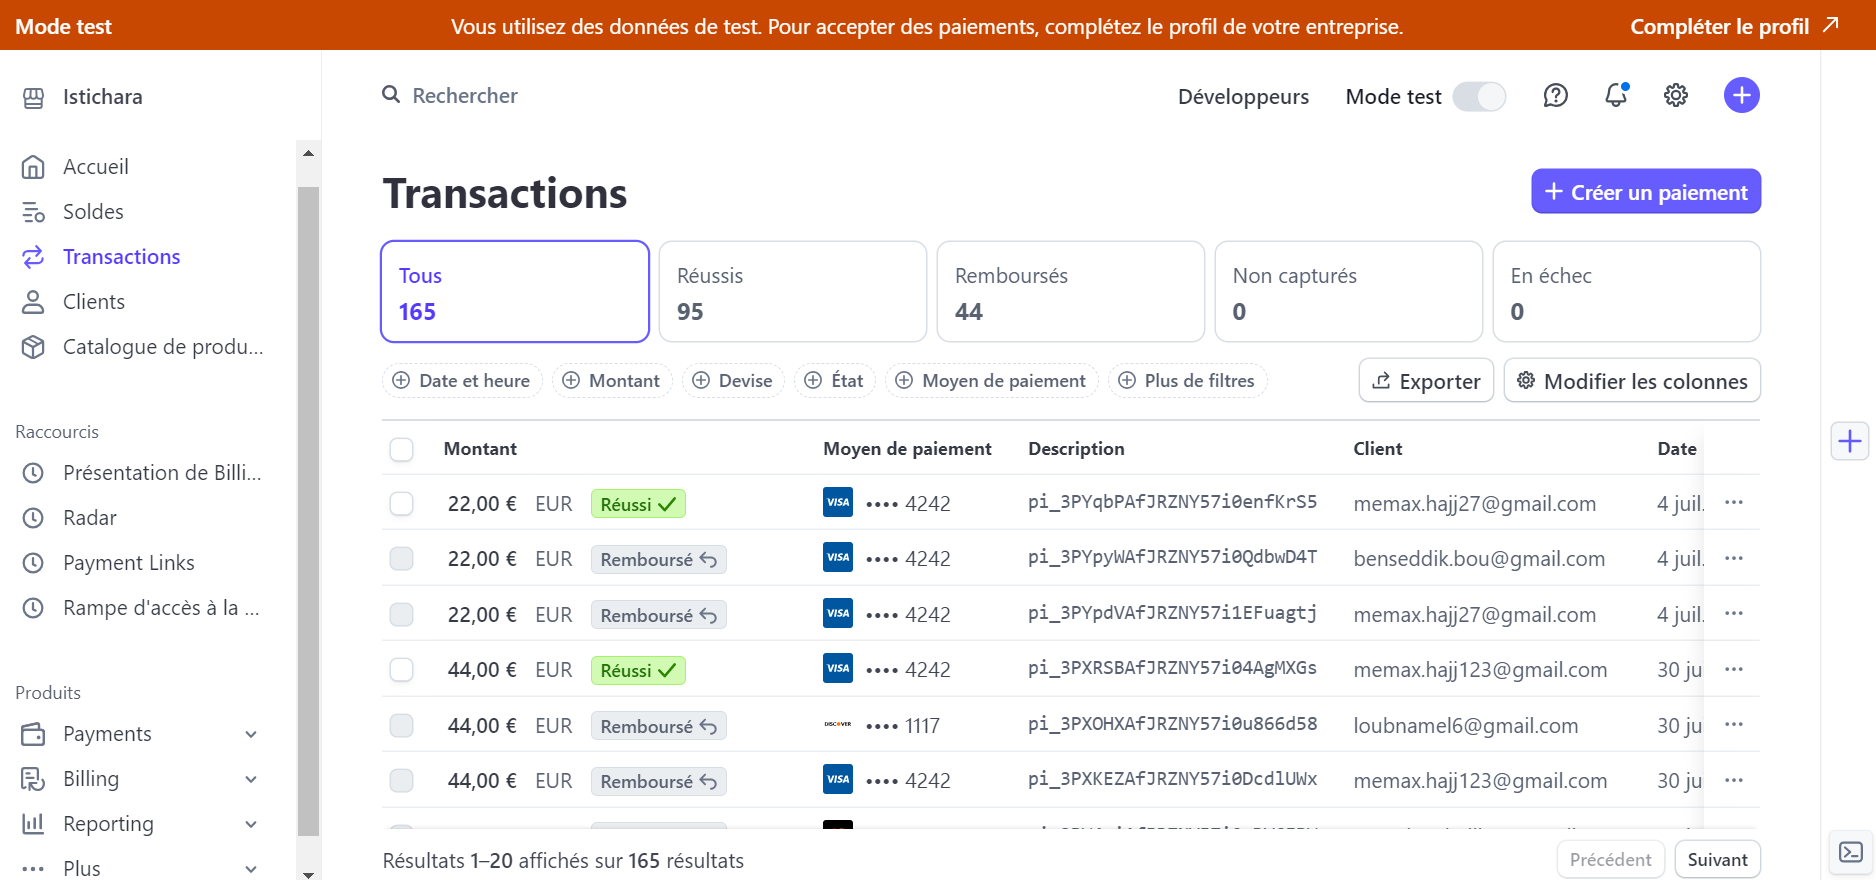 Mode test
Vous utilisez des données de test. Pour accepter des paiements, complétez le profil de votre entreprise.
Compléter le profil
Istichara
Rechercher
Développeurs
Mode test
Accueil
Soldes
Transactions
Clients
Catalogue de produ...
Raccourcis
Présentation de Billi...
Radar
Payment Links
Rampe d'accès à la ...
Produits
Payments
Billing
Reporting
Plus
Transactions
Créer un paiement
Tous
165
Réussis
95
Remboursés
44
Non capturés
0
En échec
0
Date et heure
Montant
Devise
État
Moyen de paiement
Plus de filtres
Exporter
Modifier les colonnes
Montant Moyen de paiement Description Client Date
22,00 € EUR Réussi VISA •••• 4242 pi_3PYqbPAfJRZNY57i0enfKrS5 memax.hajj27@gmail.com 4 juil. ···
22,00 € EUR Remboursé VISA •••• 4242 pi_3PYpyWAfJRZNY57i0QdbwD4T benseddik.bou@gmail.com 4 juil. ···
22,00 € EUR Remboursé VISA •••• 4242 pi_3PYpdVAfJRZNY57i1EFuagtj memax.hajj27@gmail.com 4 juil. ···
44,00 € EUR Réussi VISA •••• 4242 pi_3PXRSBAfJRZNY57i04AgMXGs memax.hajj123@gmail.com 30 ju ···
44,00 € EUR Remboursé DISCOVER •••• 1117 pi_3PXOHXAfJRZNY57i0u866d58 loubnamel6@gmail.com 30 ju ···
44,00 € EUR Remboursé VISA •••• 4242 pi_3PXKEZAfJRZNY57i0DcdlUWx memax.hajj123@gmail.com 30 ju ···
Résultats 1–20 affichés sur 165 résultats
Précédent
Suivant